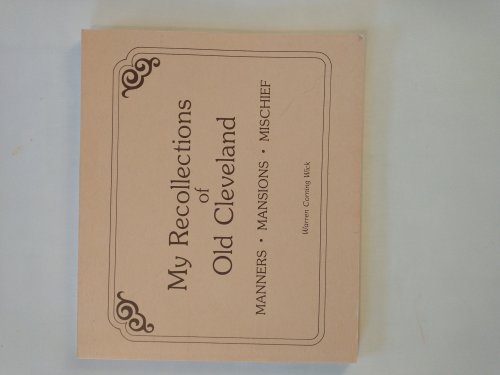 My Recollections
of
Old Cleveland
MANNERS • MANSIONS • MISCHIEF
Warren Corning Wick